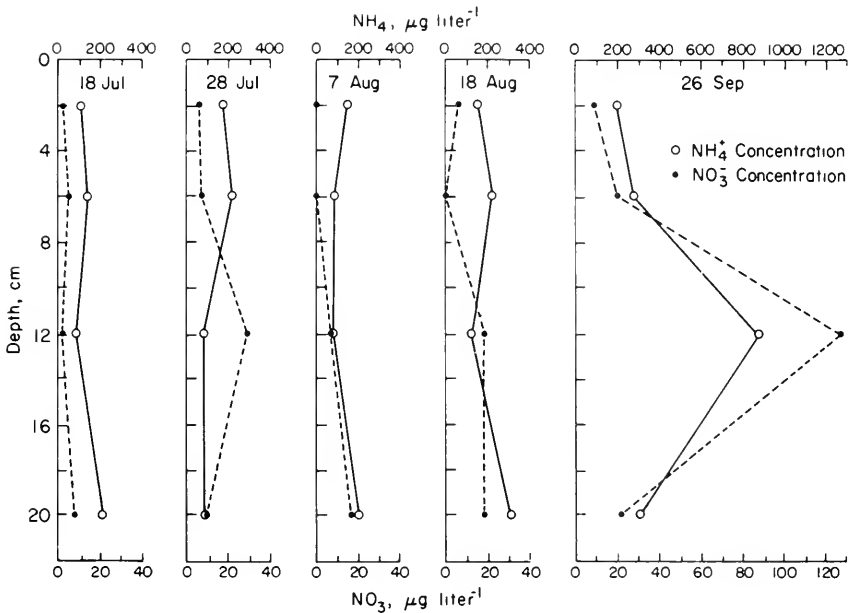 NH₄, µg liter⁻¹
0 200 400 0 200 400 0 200 400 0 200 400 0 200 400 600 800 1000 1200
0
18 Jul 28 Jul 7 Aug 18 Aug 26 Sep
4
○ NH₄⁺ Concentration
• NO₃⁻ Concentration
8
Depth, cm
12
16
20
0 20 40 0 20 40 0 20 40 0 20 40 0 20 40 60 80 100 120
NO₃, µg liter⁻¹